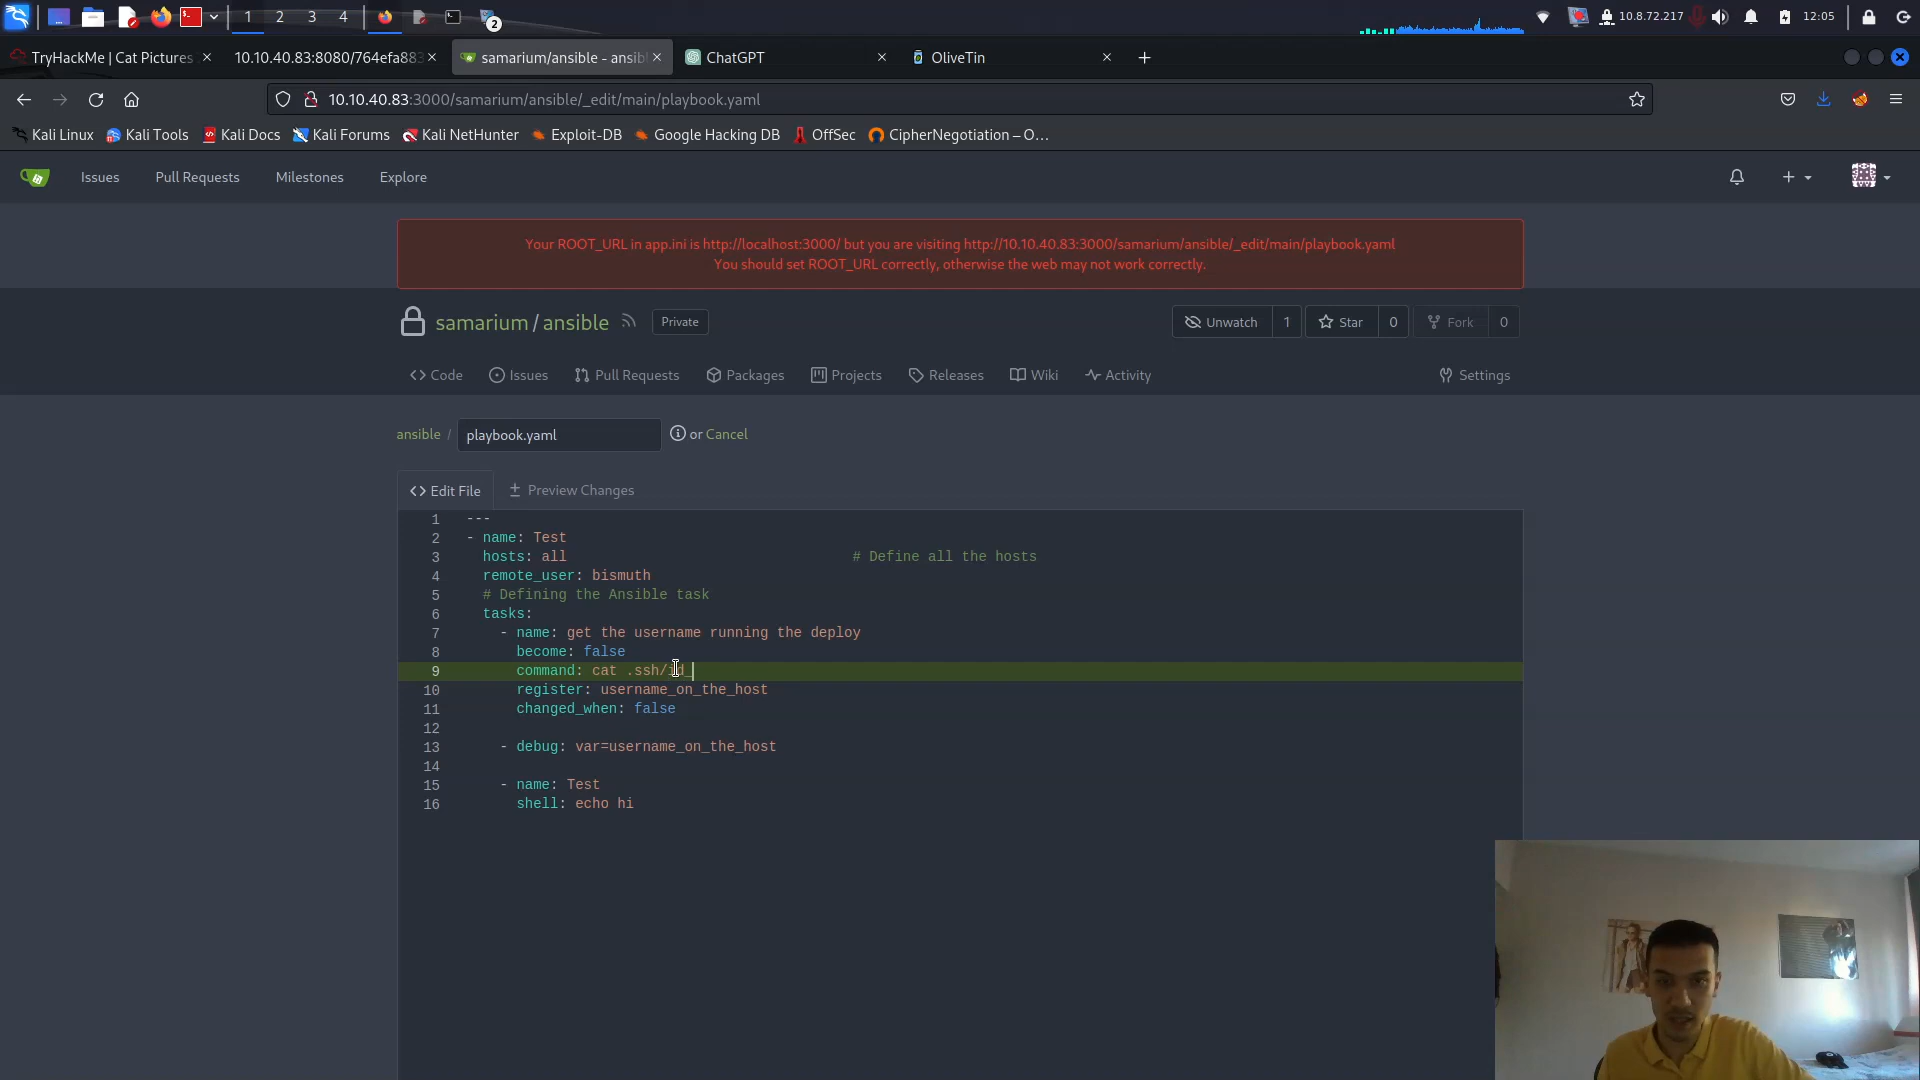 1 2 3 4 2 10.8.72.217 12:05
TryHackMe | Cat Pictures 10.10.40.83:8080/764efa883 samarium/ansible - ansib ChatGPT OliveTin
10.10.40.83:3000/samarium/ansible/_edit/main/playbook.yaml
Kali Linux Kali Tools Kali Docs Kali Forums Kali NetHunter Exploit-DB Google Hacking DB OffSec CipherNegotiation – O…
Issues Pull Requests Milestones Explore
Your ROOT_URL in app.ini is http://localhost:3000/ but you are visiting http://10.10.40.83:3000/samarium/ansible/_edit/main/playbook.yaml
You should set ROOT_URL correctly, otherwise the web may not work correctly.
samarium / ansible Private Unwatch 1 Star 0 Fork 0
Code Issues Pull Requests Packages Projects Releases Wiki Activity Settings
ansible / playbook.yaml or Cancel
Edit File Preview Changes
1 ---
2 - name: Test
3 hosts: all # Define all the hosts
4 remote_user: bismuth
5 # Defining the Ansible task
6 tasks:
7 - name: get the username running the deploy
8 become: false
9 command: cat .ssh/id_
10 register: username_on_the_host
11 changed_when: false
12
13 - debug: var=username_on_the_host
14
15 - name: Test
16 shell: echo hi